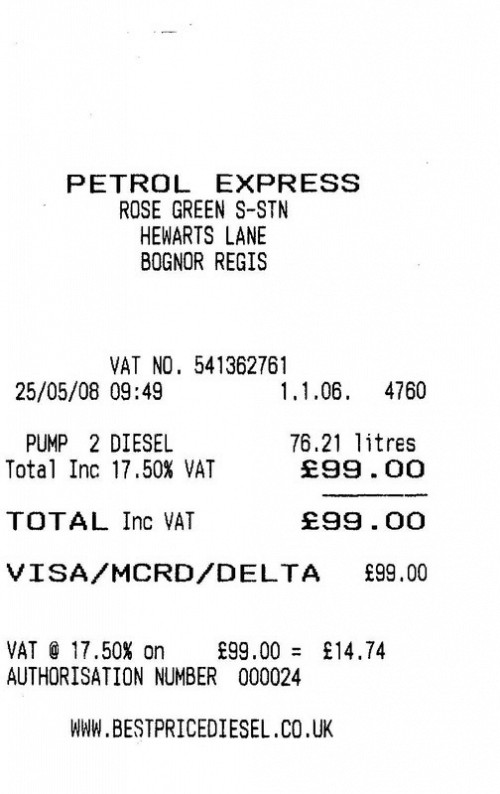 PETROL EXPRESS
ROSE GREEN S-STN
HEWARTS LANE
BOGNOR REGIS
VAT NO. 541362761
25/05/08 09:49 1.1.06. 4760
PUMP 2 DIESEL 76.21 litres
Total Inc 17.50% VAT £99.00
TOTAL Inc VAT £99.00
VISA/MCRD/DELTA £99.00
VAT @ 17.50% on £99.00 = £14.74
AUTHORISATION NUMBER 000024
WWW.BESTPRICEDIESEL.CO.UK